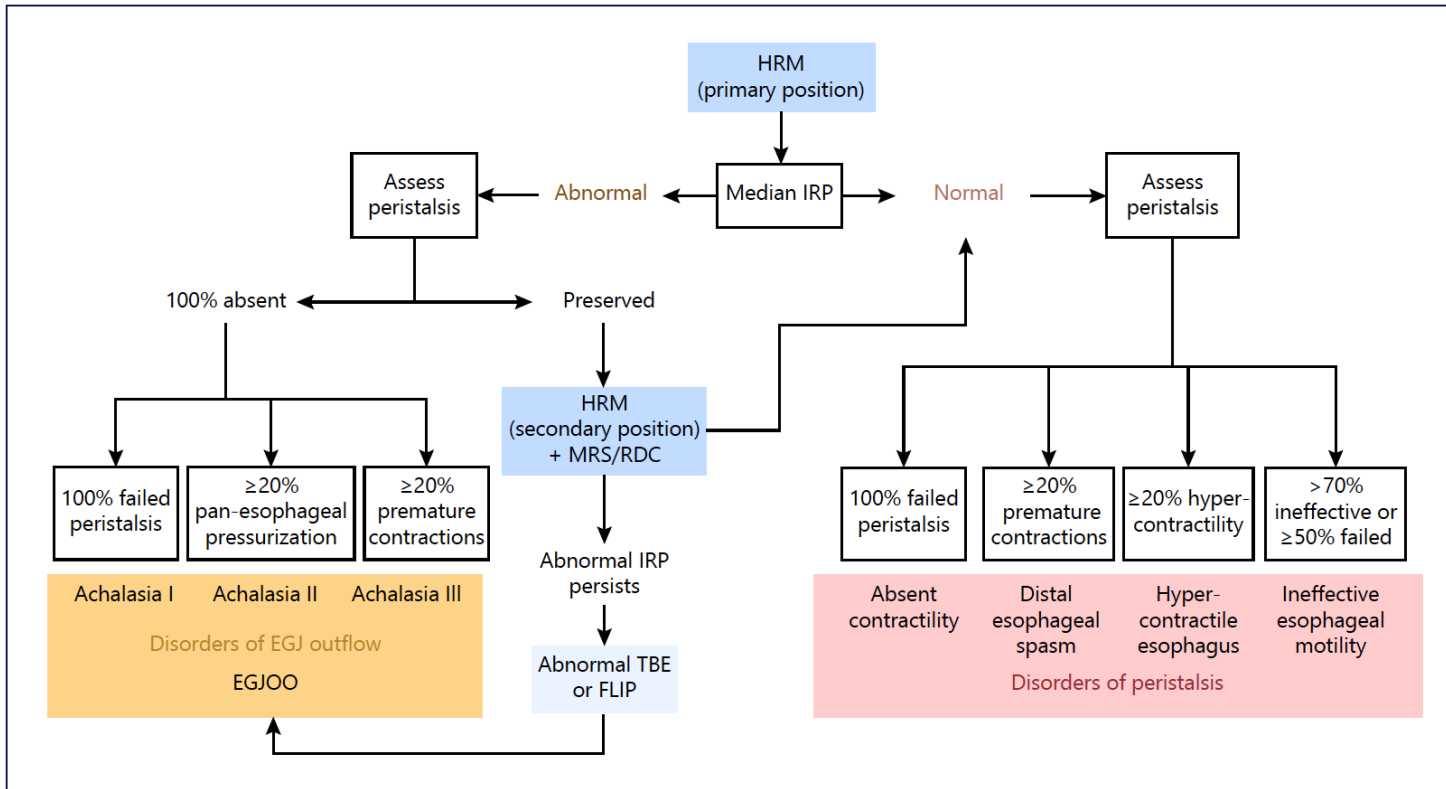 HRM
(primary position)
Assess
peristalsis
Abnormal
Median IRP
Normal
Assess
peristalsis
100% absent
Preserved
HRM
(secondary position)
+ MRS/RDC
100% failed
peristalsis
≥20%
pan-esophageal
pressurization
≥20%
premature
contractions
100% failed
peristalsis
≥20%
premature
contractions
≥20% hyper-
contractility
>70%
ineffective or
≥50% failed
Abnormal IRP
persists
Achalasia I
Achalasia II
Achalasia Ill
Disorders of EGJ outflow
EGJOO
Abnormal TBE
or FLIP
Absent
contractility
Distal
esophageal
spasm
Hyper-
contractile
esophagus
Ineffective
esophageal
motility
Disorders of peristalsis